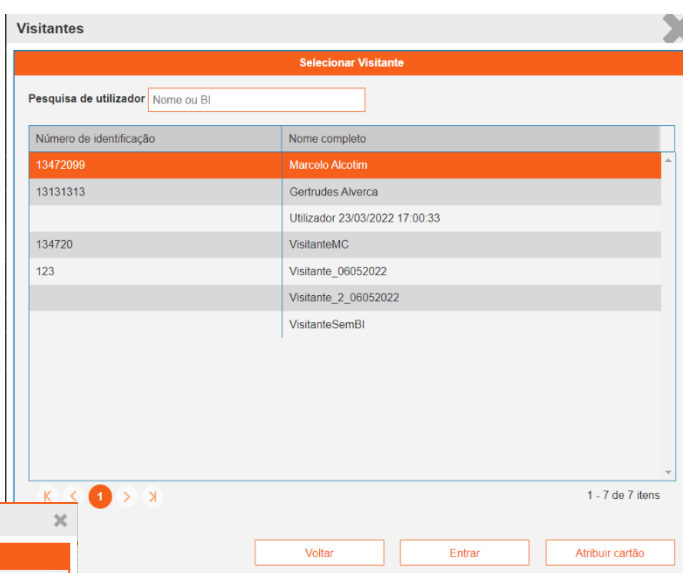 Visitantes
Selecionar Visitante
Pesquisa de utilizador Nome ou BI
Número de identificação Nome completo
13472099 Marcelo Alcotim
13131313 Gertrudes Alverca
Utilizador 23/03/2022 17:00:33
134720 VisitanteMC
123 Visitante_06052022
Visitante_2_06052022
VisitanteSemBI
1 1 - 7 de 7 itens
Voltar Entrar Atribuir cartão